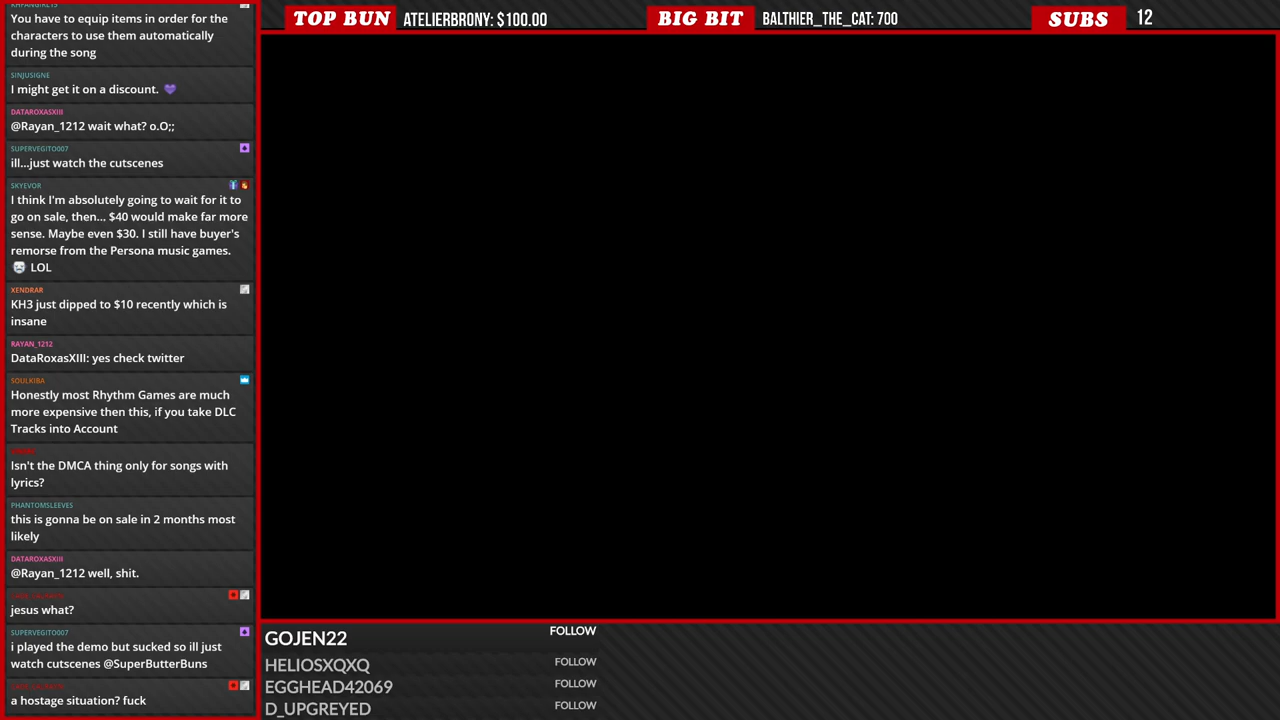 You have to equip items in order for the
characters to use them automatically
during the song
SINJUSIGNE
I might get it on a discount. 💜
DATAROXASXIII
@Rayan_1212 wait what? o.O;;
SUPERVEGITO007
ill...just watch the cutscenes
SKYEVOR
I think I'm absolutely going to wait for it to
go on sale, then... $40 would make far more
sense. Maybe even $30. I still have buyer's
remorse from the Persona music games.
😭 LOL
XENDRAR
KH3 just dipped to $10 recently which is
insane
RAYAN_1212
DataRoxasXIII: yes check twitter
SOULKIBA
Honestly most Rhythm Games are much
more expensive then this, if you take DLC
Tracks into Account
Isn't the DMCA thing only for songs with
lyrics?
PHANTOMSLEEVES
this is gonna be on sale in 2 months most
likely
DATAROXASXIII
@Rayan_1212 well, shit.
jesus what?
SUPERVEGITO007
i played the demo but sucked so ill just
watch cutscenes @SuperButterBuns
a hostage situation? fuck
TOP BUN ATELIERBRONY: $100.00
BIG BIT BALTHIER_THE_CAT: 700
SUBS 12
GOJEN22 FOLLOW
HELIOSXQXQ FOLLOW
EGGHEAD42069 FOLLOW
D_UPGREYED FOLLOW